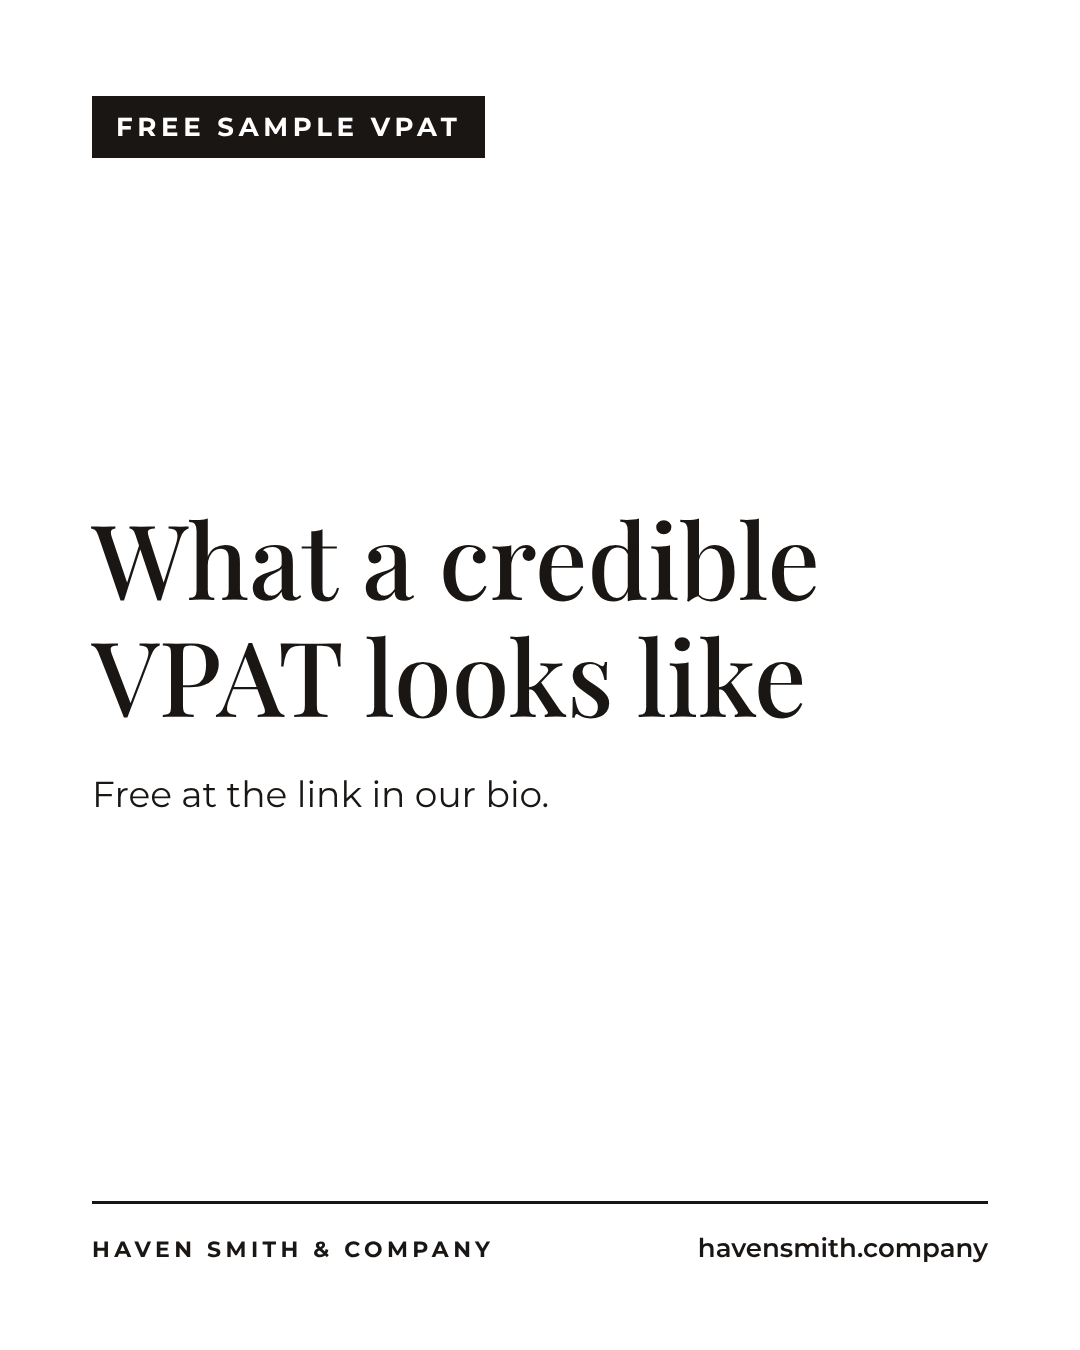 FREE SAMPLE VPAT
What a credible
VPAT looks like
Free at the link in our bio.
HAVEN SMITH & COMPANY
havensmith.company